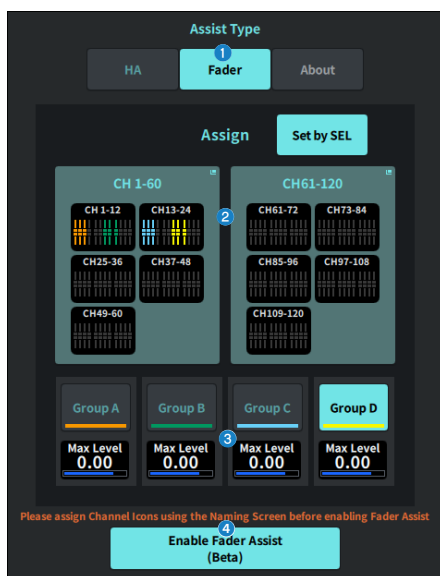 Assist Type
1
HA
Fader
About
Assign
Set by SEL
CH 1-60
CH61-120
2
CH 1-12
CH13-24
CH61-72
CH73-84
CH25-36
CH37-48
CH85-96
CH97-108
CH49-60
CH109-120
Group A
Group B
Group C
Group D
3
Max Level
0.00
Max Level
0.00
Max Level
0.00
Max Level
0.00
Please assign Channel Icons using the Naming Screen before enabling Fader Assist
4
Enable Fader Assist
(Beta)